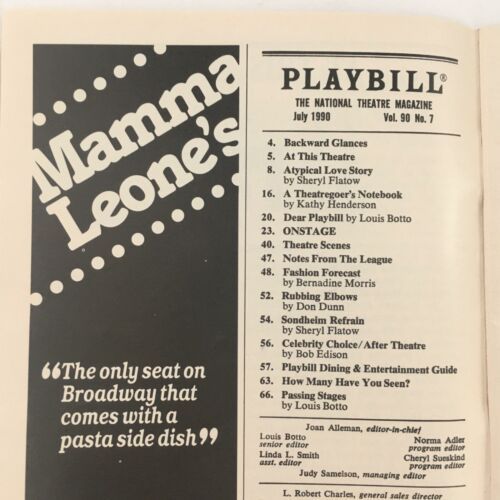 Mamma
Leone's
“The only seat on
Broadway that
comes with a
pasta side dish”
PLAYBILL®
THE NATIONAL THEATRE MAGAZINE
July 1990 Vol. 90 No. 7
4. Backward Glances
5. At This Theatre
8. Atypical Love Story
by Sheryl Flatow
16. A Theatregoer's Notebook
by Kathy Henderson
20. Dear Playbill by Louis Botto
23. ONSTAGE
40. Theatre Scenes
47. Notes From The League
48. Fashion Forecast
by Bernadine Morris
52. Rubbing Elbows
by Don Dunn
54. Sondheim Refrain
by Sheryl Flatow
56. Celebrity Choice/After Theatre
by Bob Edison
57. Playbill Dining & Entertainment Guide
63. How Many Have You Seen?
66. Passing Stages
by Louis Botto
Joan Alleman, editor-in-chief
Louis Botto Norma Adler
senior editor program editor
Linda L. Smith Cheryl Sueskind
asst. editor program editor
Judy Samelson, managing editor
L. Robert Charles, general sales director